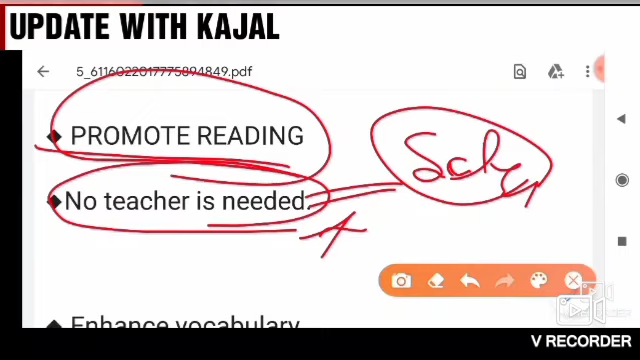 UPDATE WITH KAJAL
5_6116022017775894849.pdf
◆ PROMOTE READING
◆No teacher is needed.
◆ Enhance vocabulary
V RECORDER